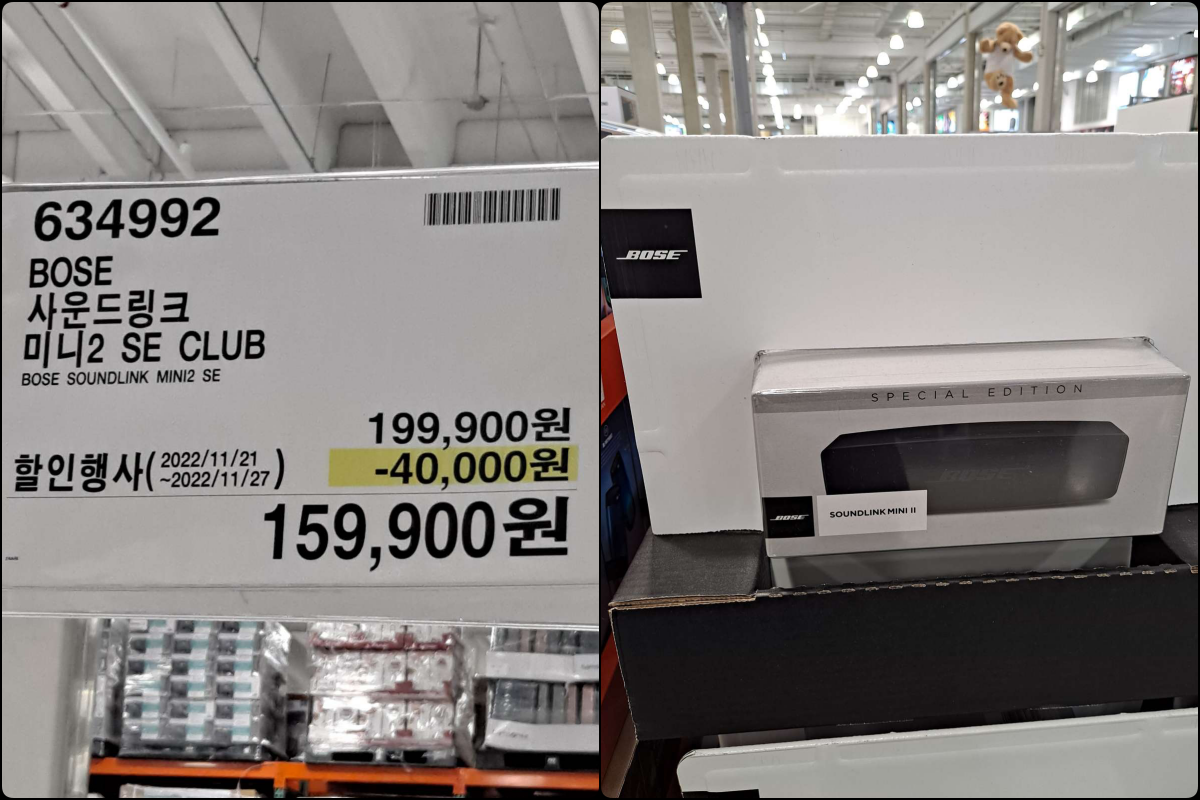 634992
BOSE
사운드링크
미니2 SE CLUB
BOSE SOUNDLINK MINI2 SE
199,900원
할인행사( 2022/11/21
~2022/11/27 )
-40,000원
159,900원
BOSE
SPECIAL EDITION
BOSE
BOSE
SOUNDLINK MINI II